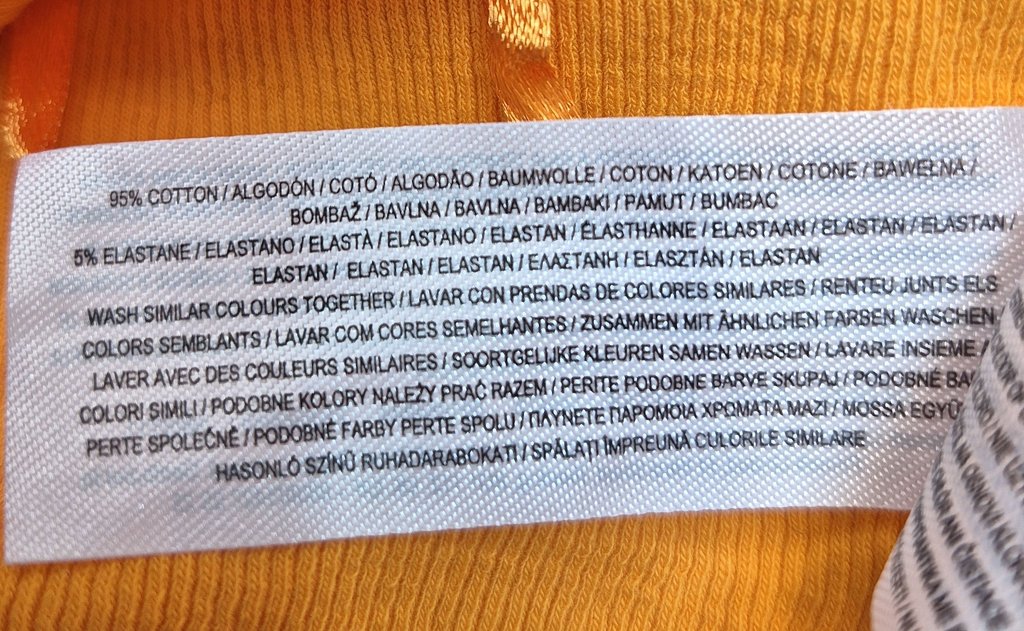 95% COTTON / ALGODÓN / COTÓ / ALGODÃO / BAUMWOLLE / COTON / KATOEN / COTONE / BAWEŁNA /
BOMBAŽ / BAVLNA / BAVLNA / BAMBAKI / PAMUT / BUMBAC
5% ELASTANE / ELASTANO / ELASTÀ / ELASTANO / ELASTAN / ÉLASTHANNE / ELASTAAN / ELASTAN / ELASTAN /
ELASTAN / ELASTAN / ELASTAN / ΕΛΑΣΤΑΝΗ / ELASZTÁN / ELASTAN
WASH SIMILAR COLOURS TOGETHER / LAVAR CON PRENDAS DE COLORES SIMILARES / RENTEU JUNTS ELS
COLORS SEMBLANTS / LAVAR COM CORES SEMELHANTES / ZUSAMMEN MIT ÄHNLICHEN FARBEN WASCHEN /
LAVER AVEC DES COULEURS SIMILAIRES / SOORTGELIJKE KLEUREN SAMEN WASSEN / LAVARE INSIEME /
COLORI SIMILI / PODOBNE KOLORY NALEŻY PRAĆ RAZEM / PERITE PODOBNE BARVE SKUPAJ / PODOBNÉ
PERTE SPOLEČNĚ / PODOBNÉ FARBY PERTE SPOLU / ΠΛΥΝΕΤΕ ΠΑΡΟΜΟΙΑ ΧΡΩΜΑΤΑ ΜΑΖΙ / MOSSA
HASONLÓ SZÍNŰ RUHADARABOKAT! / SPĂLAȚI ÎMPREUNĂ CULORILE SIMILARE